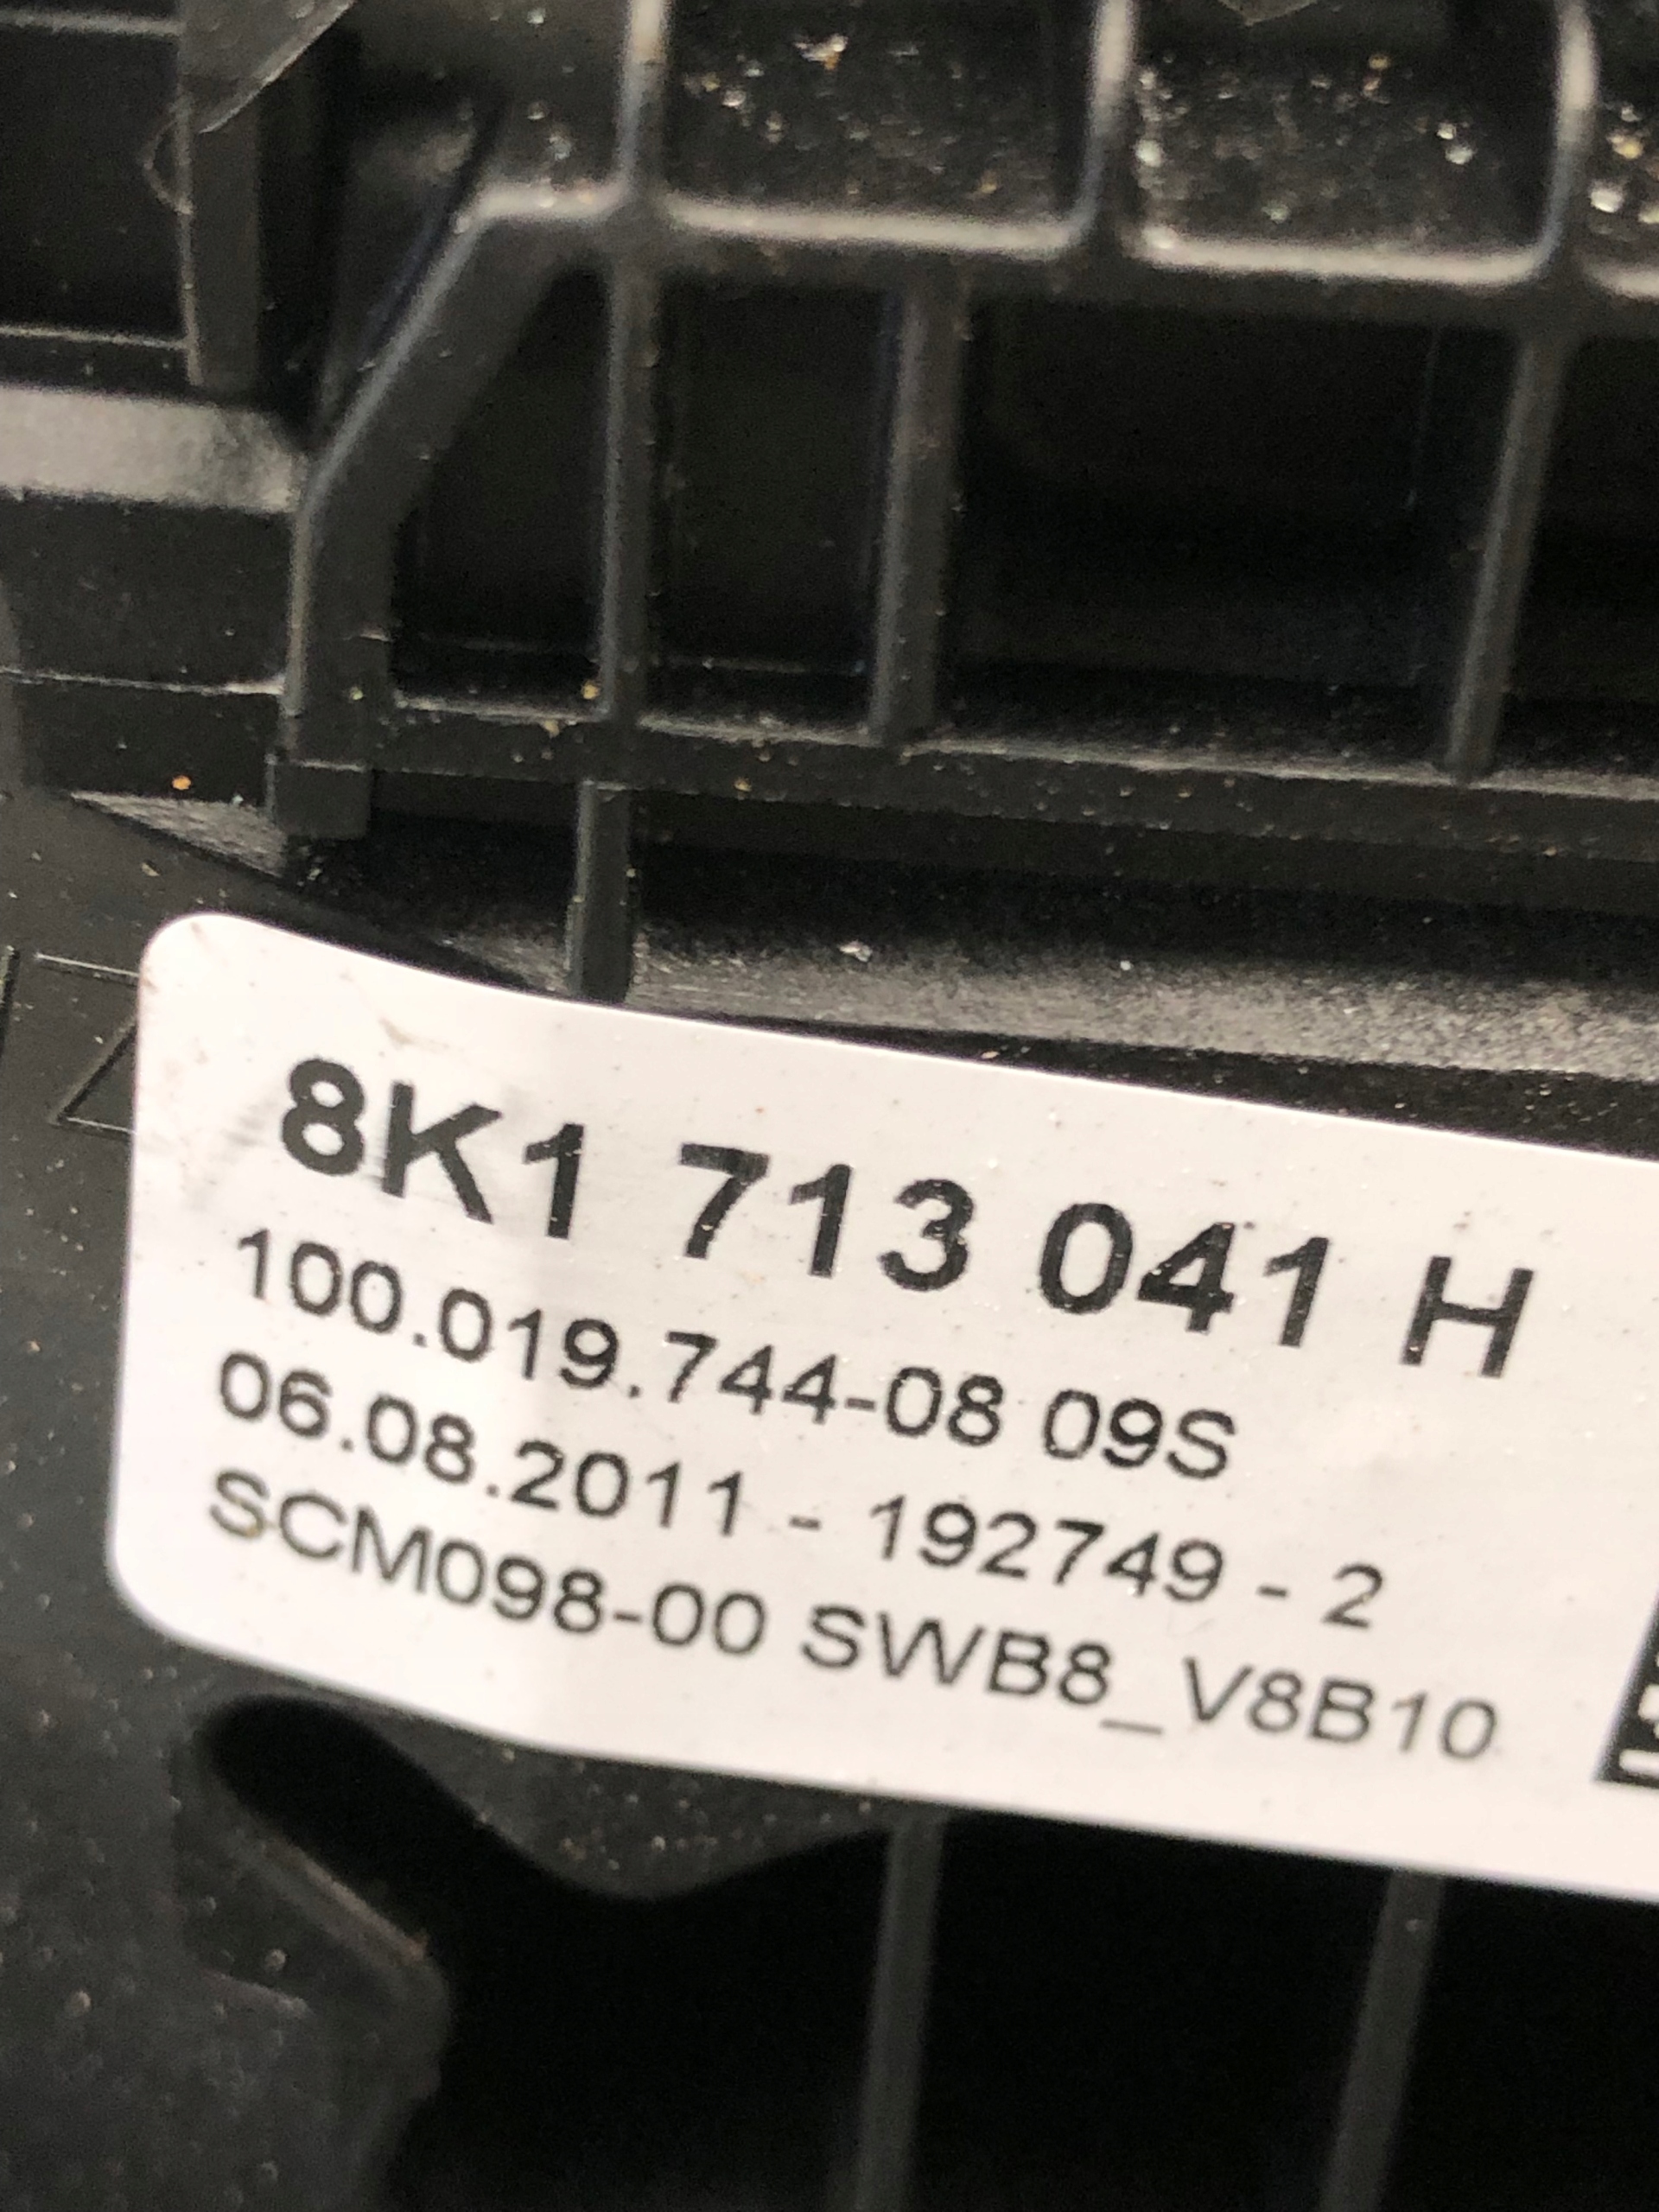 8K1 713 041 H
100.019.744-08 09S
06.08.2011 - 192749 - 2
SCM098-00 SWB8_V8B10